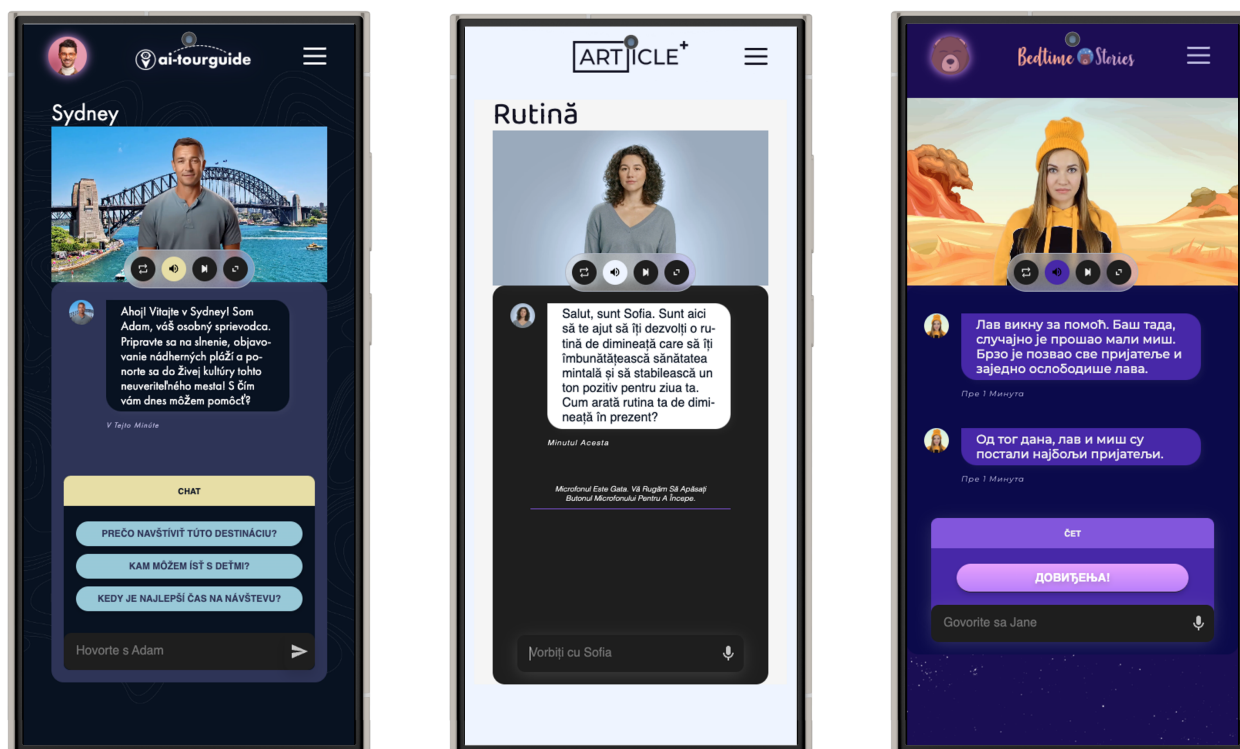 ai-tourguide
Sydney
Ahoj! Vitajte v Sydney! Som
Adam, váš osobný sprievodca.
Pripravte sa na slnenie, objavo-
vanie nádherných pláží a po-
norte sa do živej kultúry tohto
neuveriteľného mesta! S čím
vám dnes môžem pomôcť?
V Tejto Minúte
CHAT
PREČO NAVŠTÍVIŤ TÚTO DESTINÁCIU?
KAM MÔŽEM ÍSŤ S DEŤMI?
KEDY JE NAJLEPŠÍ ČAS NA NÁVŠTEVU?
Hovorte s Adam
ARTICLE+
Rutină
Salut, sunt Sofia. Sunt aici
să te ajut să îți dezvolți o ru-
tină de dimineață care să îți
îmbunătățească sănătatea
mintală și să stabilească un
ton pozitiv pentru ziua ta.
Cum arată rutina ta de dimi-
neață în prezent?
Minutul Acesta
Microfonul Este Gata. Vă Rugăm Să Apăsați
Butonul Microfonului Pentru A Începe.
Vorbiți cu Sofia
Bedtime Stories
Лав викну за помоћ. Баш тада,
случајно је прошао мали миш.
Брзо је позвао све пријатеље и
заједно ослободише лава.
Пре 1 Минута
Од тог дана, лав и миш су
постали најбољи пријатељи.
Пре 1 Минута
ČET
ДОВИЂЕЊА!
Govorite sa Jane